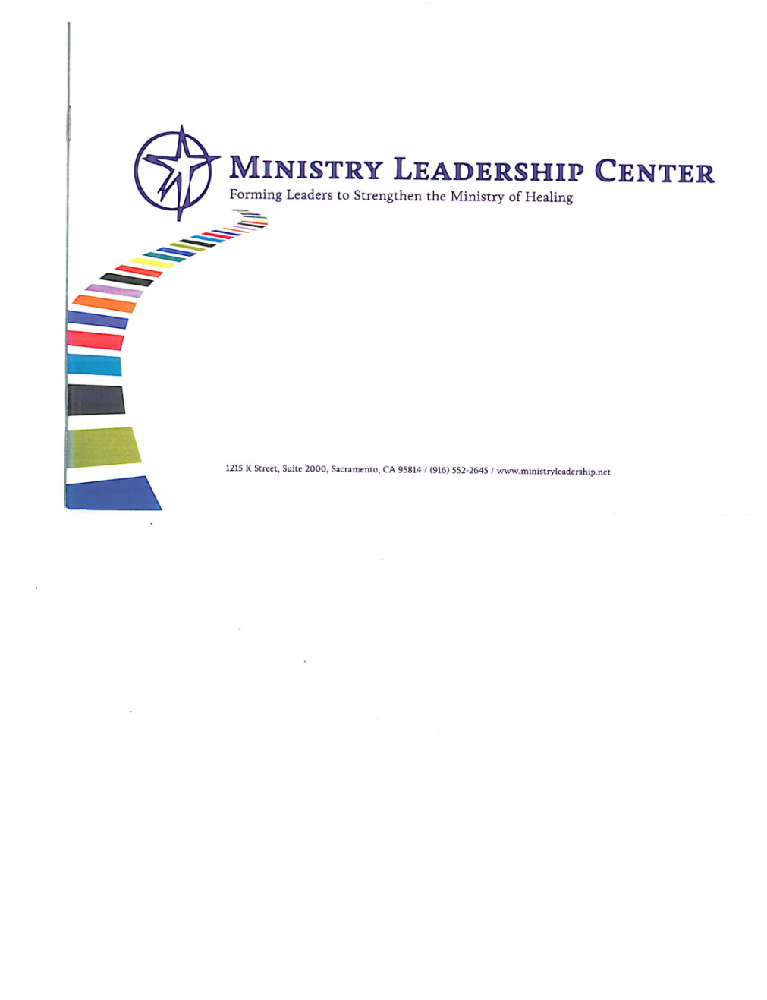 MINISTRY LEADERSHIP CENTER
Forming Leaders to Strengthen the Ministry of Healing
1215 K Street, Suite 2000, Sacramento, CA 95814 / (916) 552-2645 / www.ministryleadership.net